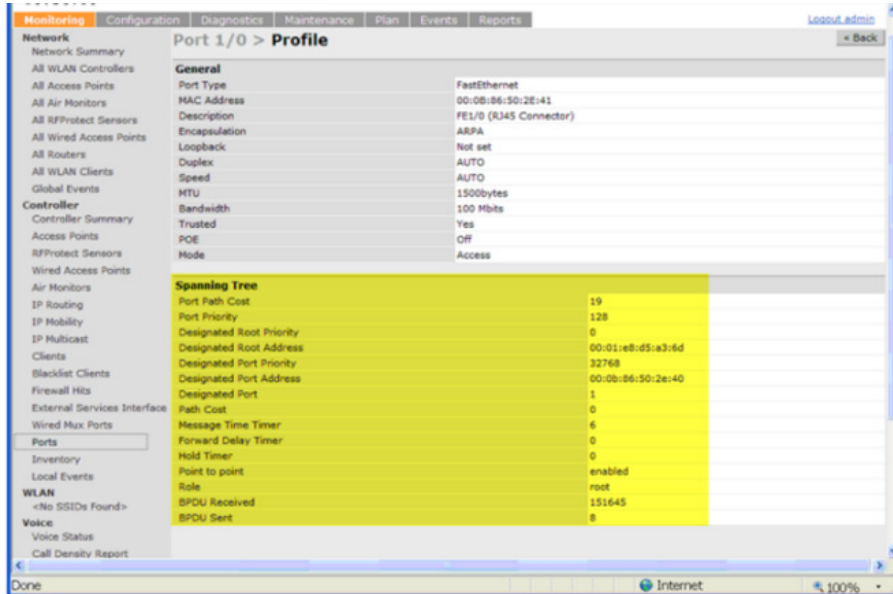 Monitoring Configuration Diagnostics Maintenance Plan Events Reports Logout admin
Network
Network Summary
All WLAN Controllers
All Access Points
All Air Monitors
All RFProtect Sensors
All Wired Access Points
All Routers
All WLAN Clients
Global Events
Controller
Controller Summary
Access Points
RFProtect Sensors
Wired Access Points
Air Monitors
IP Routing
IP Mobility
IP Multicast
Clients
Blacklist Clients
Firewall Hits
External Services Interface
Wired Mux Ports
Ports
Inventory
Local Events
WLAN
<No SSIDs Found>
Voice
Voice Status
Call Density Report
Port 1/0 > Profile
« Back
General
Port Type FastEthernet
MAC Address 00:0B:86:50:2E:41
Description FE1/0 (RJ45 Connector)
Encapsulation ARPA
Loopback Not set
Duplex AUTO
Speed AUTO
MTU 1500bytes
Bandwidth 100 Mbits
Trusted Yes
POE Off
Mode Access
Spanning Tree
Port Path Cost 19
Port Priority 128
Designated Root Priority 0
Designated Root Address 00:01:e8:d5:a3:6d
Designated Port Priority 32768
Designated Port Address 00:0b:86:50:2e:40
Designated Port 1
Path Cost 0
Message Time Timer 6
Forward Delay Timer 0
Hold Timer 0
Point to point enabled
Role root
BPDU Received 151645
BPDU Sent 8
Done Internet 100%